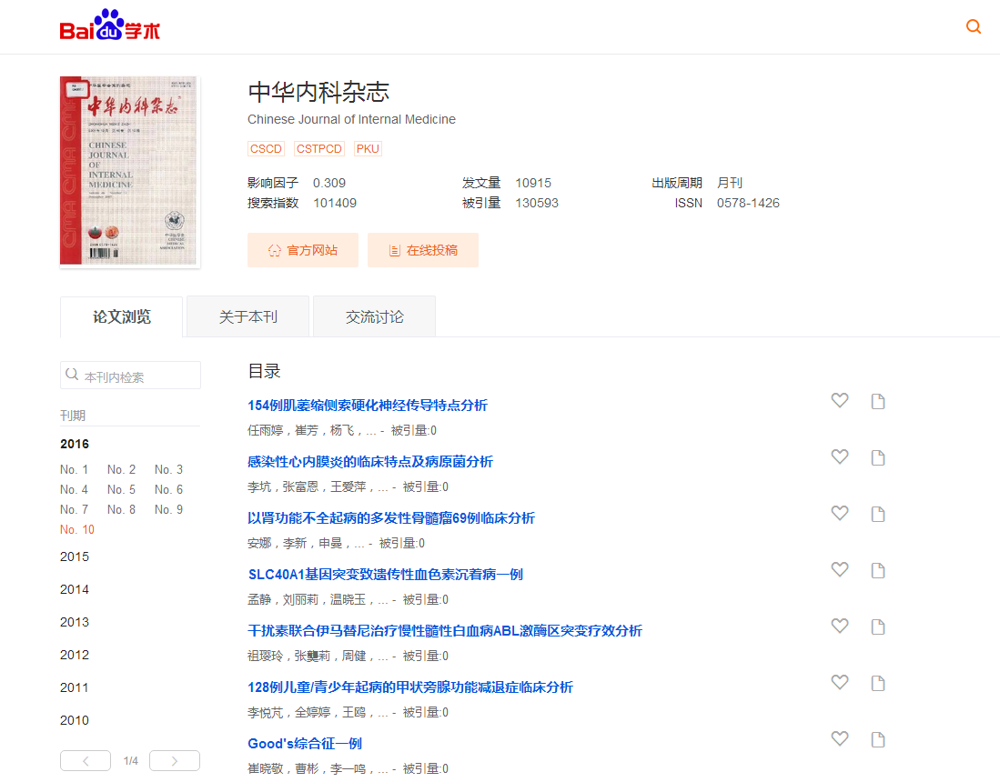 Bai du 学术
中华内科杂志
CHINESE
JOURNAL
OF
INTERNAL
MEDICINE
CHINESE
MEDICAL
ASSOCIATION
中华内科杂志
Chinese Journal of Internal Medicine
CSCD CSTPCD PKU
影响因子 0.309 发文量 10915 出版周期 月刊
搜索指数 101409 被引量 130593 ISSN 0578-1426
官方网站 在线投稿
论文浏览 关于本刊 交流讨论
本刊内检索
刊期
2016
No. 1 No. 2 No. 3
No. 4 No. 5 No. 6
No. 7 No. 8 No. 9
No. 10
2015
2014
2013
2012
2011
2010
1/4
目录
154例肌萎缩侧索硬化神经传导特点分析
任雨婷，崔芳，杨飞，... - 被引量:0
感染性心内膜炎的临床特点及病原菌分析
李坑，张富恩，王爱萍，... - 被引量:0
以肾功能不全起病的多发性骨髓瘤69例临床分析
安娜，李新，申曼，... - 被引量:0
SLC40A1基因突变致遗传性血色素沉着病一例
孟静，刘丽莉，温晓玉，... - 被引量:0
干扰素联合伊马替尼治疗慢性髓性白血病ABL激酶区突变疗效分析
祖璎玲，张龑莉，周健，... - 被引量:0
128例儿童/青少年起病的甲状旁腺功能减退症临床分析
李悦芃，全婷婷，王鸥，... - 被引量:0
Good's综合征一例
崔晓敬，曹彬，李一鸣，... - 被引量:0